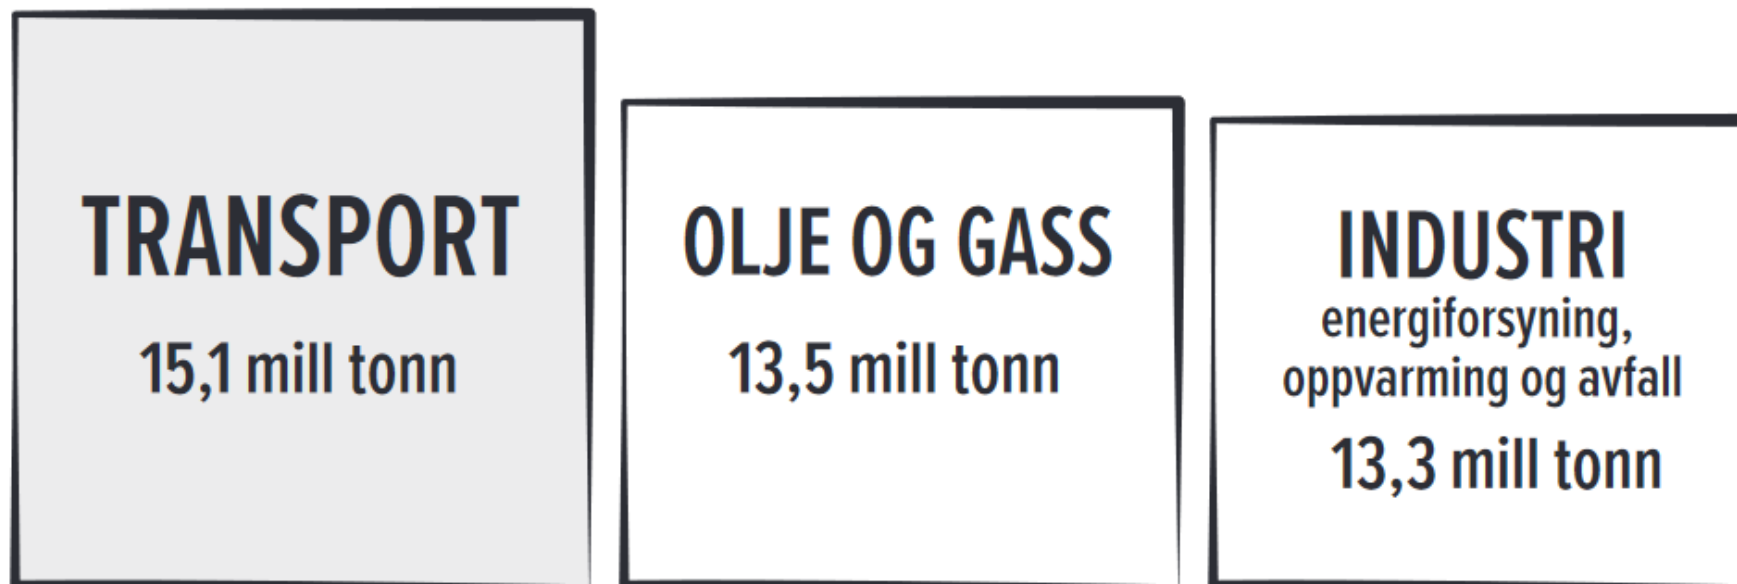 TRANSPORT
15,1 mill tonn
OLJE OG GASS
13,5 mill tonn
INDUSTRI
energiforsyning,
oppvarming og avfall
13,3 mill tonn